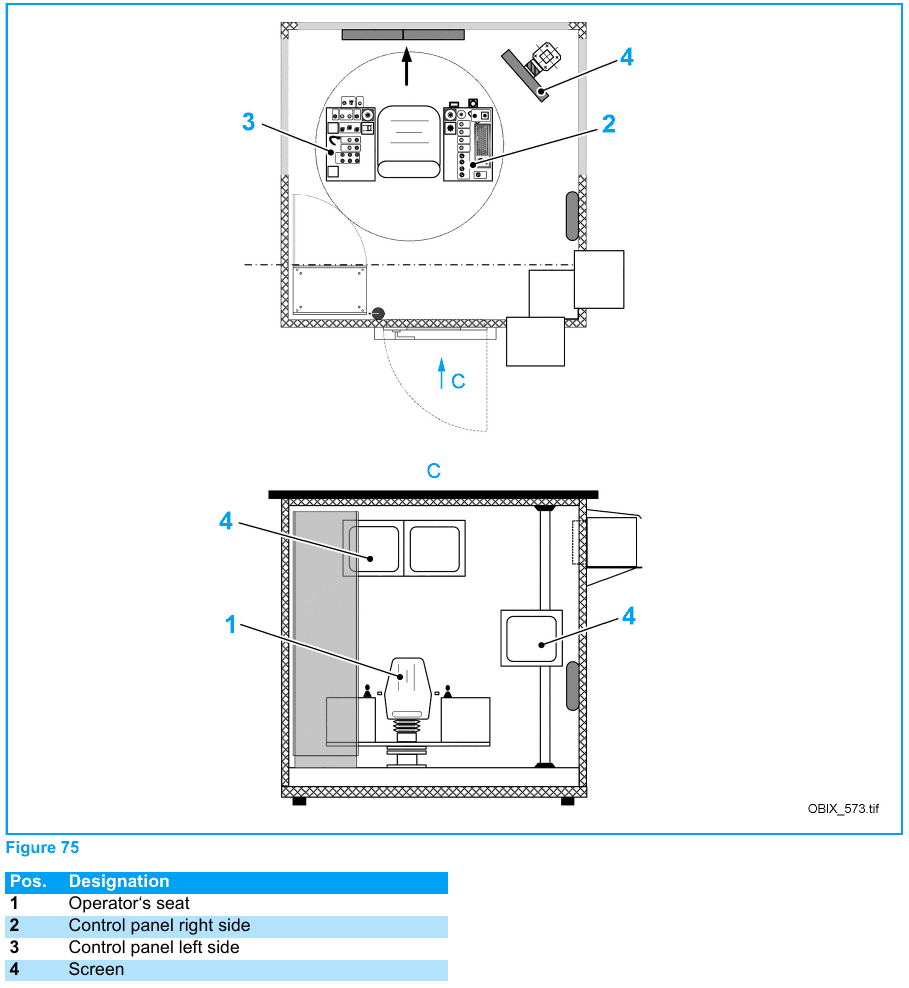 4
3
2
C
C
4
4
1
OBIX_573.tif
Figure 75
Pos. Designation
1 Operator‘s seat
2 Control panel right side
3 Control panel left side
4 Screen